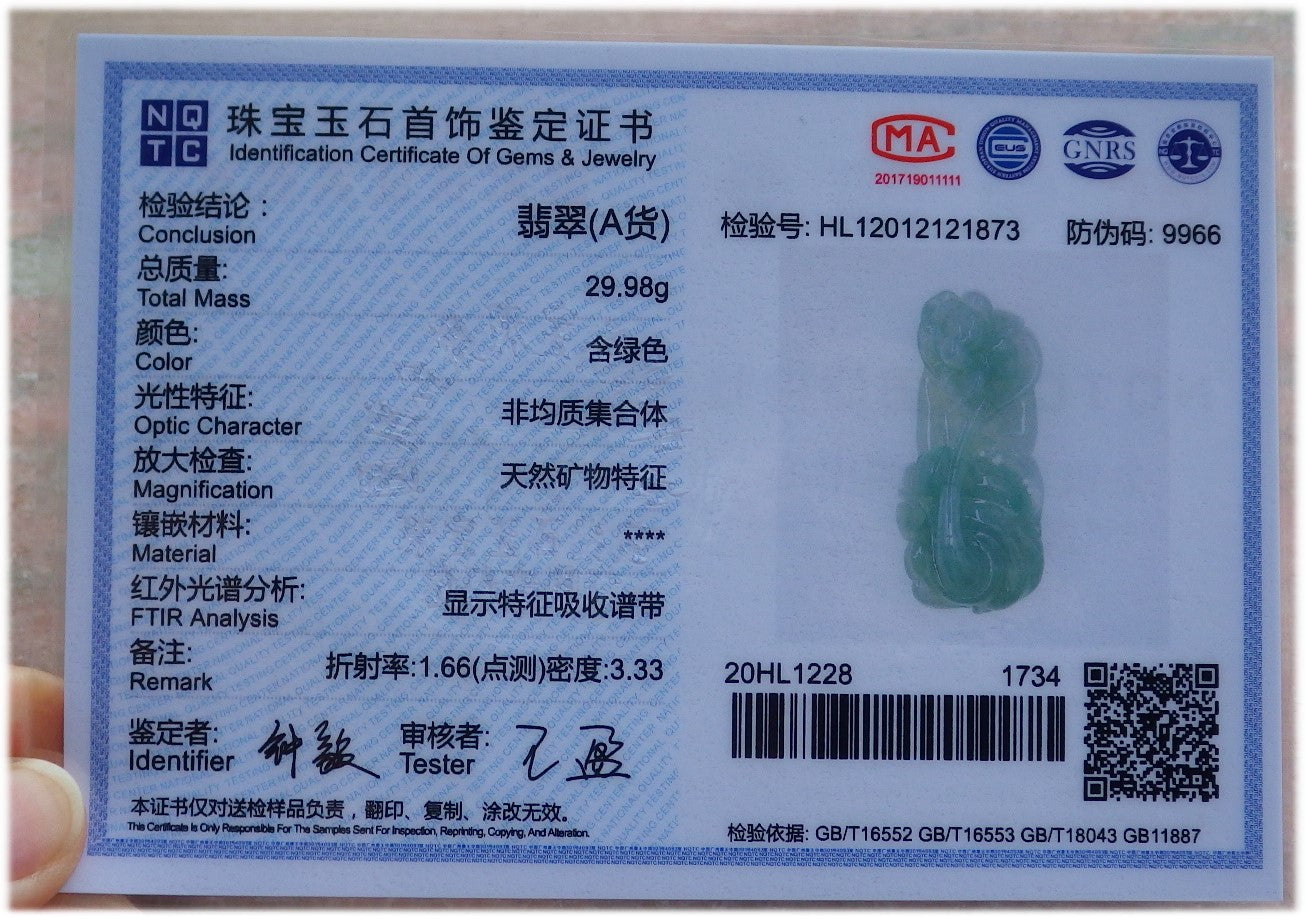 NQTC
珠宝玉石首饰鉴定证书
Identification Certificate Of Gems & Jewelry
检验结论：
翡翠(A货)
Conclusion
总质量:
29.98g
Total Mass
颜色:
含绿色
Color
光性特征:
非均质集合体
Optic Character
放大检查:
天然矿物特征
Magnification
镶嵌材料:
****
Material
红外光谱分析:
显示特征吸收谱带
FTIR Analysis
备注:
折射率:1.66(点测)密度:3.33
Remark
鉴定者:
Identifier
审核者:
Tester
本证书仅对送检样品负责，翻印、复制、涂改无效。
This Certificate Is Only Responsible For The Samples Sent For Inspection, Reprinting, Copying, And Alteration.
MA
201719011111
EUS
GNRS
检验号: HL12012121873
防伪码: 9966
20HL1228
1734
检验依据: GB/T16552 GB/T16553 GB/T18043 GB11887